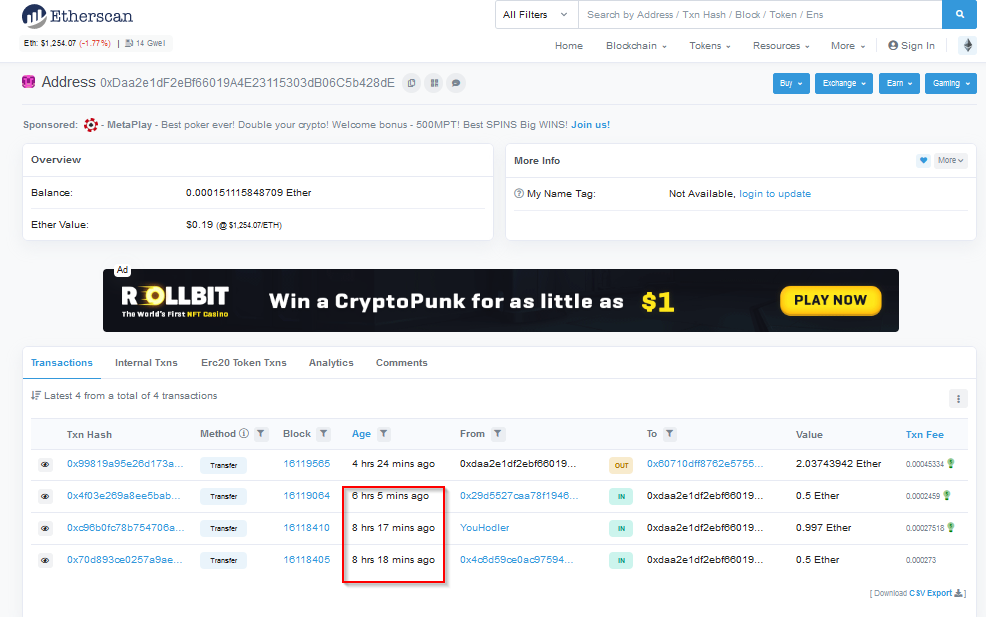 Etherscan
All Filters
Search by Address / Txn Hash / Block / Token / Ens
Eth: $1,254.07 (-1.77%) | 14 Gwei
Home Blockchain Tokens Resources More Sign In
Address 0xDaa2e1dF2eBf66019A4E23115303dB06C5b428dE
Buy Exchange Earn Gaming
Sponsored: - MetaPlay - Best poker ever! Double your crypto! Welcome bonus - 500MPT! Best SPINS Big WINS! Join us!
Overview
Balance: 0.000151115848709 Ether
Ether Value: $0.19 (@ $1,254.07/ETH)
More Info
More
My Name Tag: Not Available, login to update
Ad
ROLLBIT
The World's First NFT Casino
Win a CryptoPunk for as little as $1
PLAY NOW
Transactions Internal Txns Erc20 Token Txns Analytics Comments
Latest 4 from a total of 4 transactions
Txn Hash Method Block Age From To Value Txn Fee
0x99819a95e26d173a... Transfer 16119565 4 hrs 24 mins ago 0xdaa2e1df2ebf66019... OUT 0x60710dff8762e5755... 2.03743942 Ether 0.00045334
0x4f03e269a8ee5bab... Transfer 16119064 6 hrs 5 mins ago 0x29d5527caa78f1946... IN 0xdaa2e1df2ebf66019... 0.5 Ether 0.0002459
0xc96b0fc78b754706a... Transfer 16118410 8 hrs 17 mins ago YouHodler IN 0xdaa2e1df2ebf66019... 0.997 Ether 0.00027518
0x70d893ce0257a9ae... Transfer 16118405 8 hrs 18 mins ago 0x4c6d59ce0ac97594... IN 0xdaa2e1df2ebf66019... 0.5 Ether 0.000273
[ Download CSV Export ]